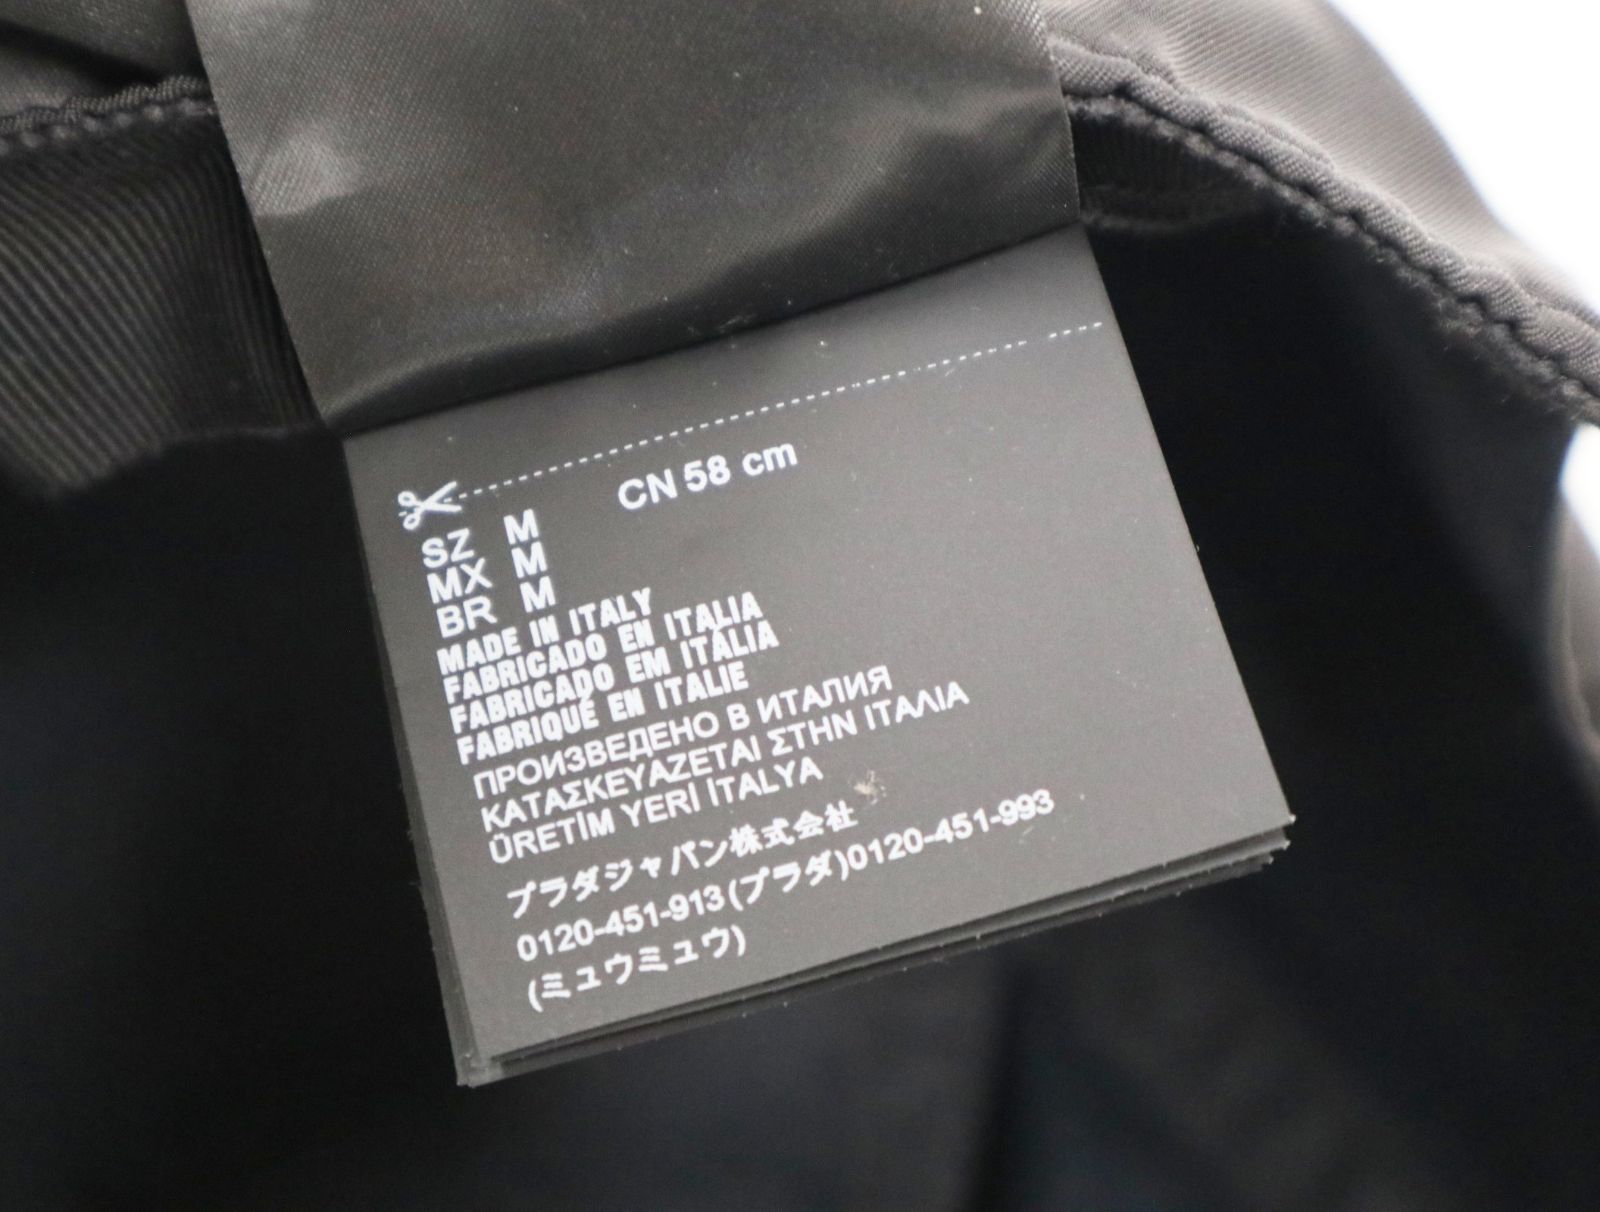 CN 58 cm
SZ M
MX M
BR M
MADE IN ITALY
FABRICADO EN ITALIA
FABRICADO EM ITÁLIA
FABRIQUÉ EN ITALIE
ПРОИЗВЕДЕНО В ИТАЛИЯ
ΚΑΤΑΣΚΕΥΑΖΕΤΑΙ ΣΤΗΝ ΙΤΑΛΙΑ
ÜRETİM YERİ İTALYA
プラダジャパン株式会社
0120-451-913(プラダ)0120-451-993
(ミュウミュウ)